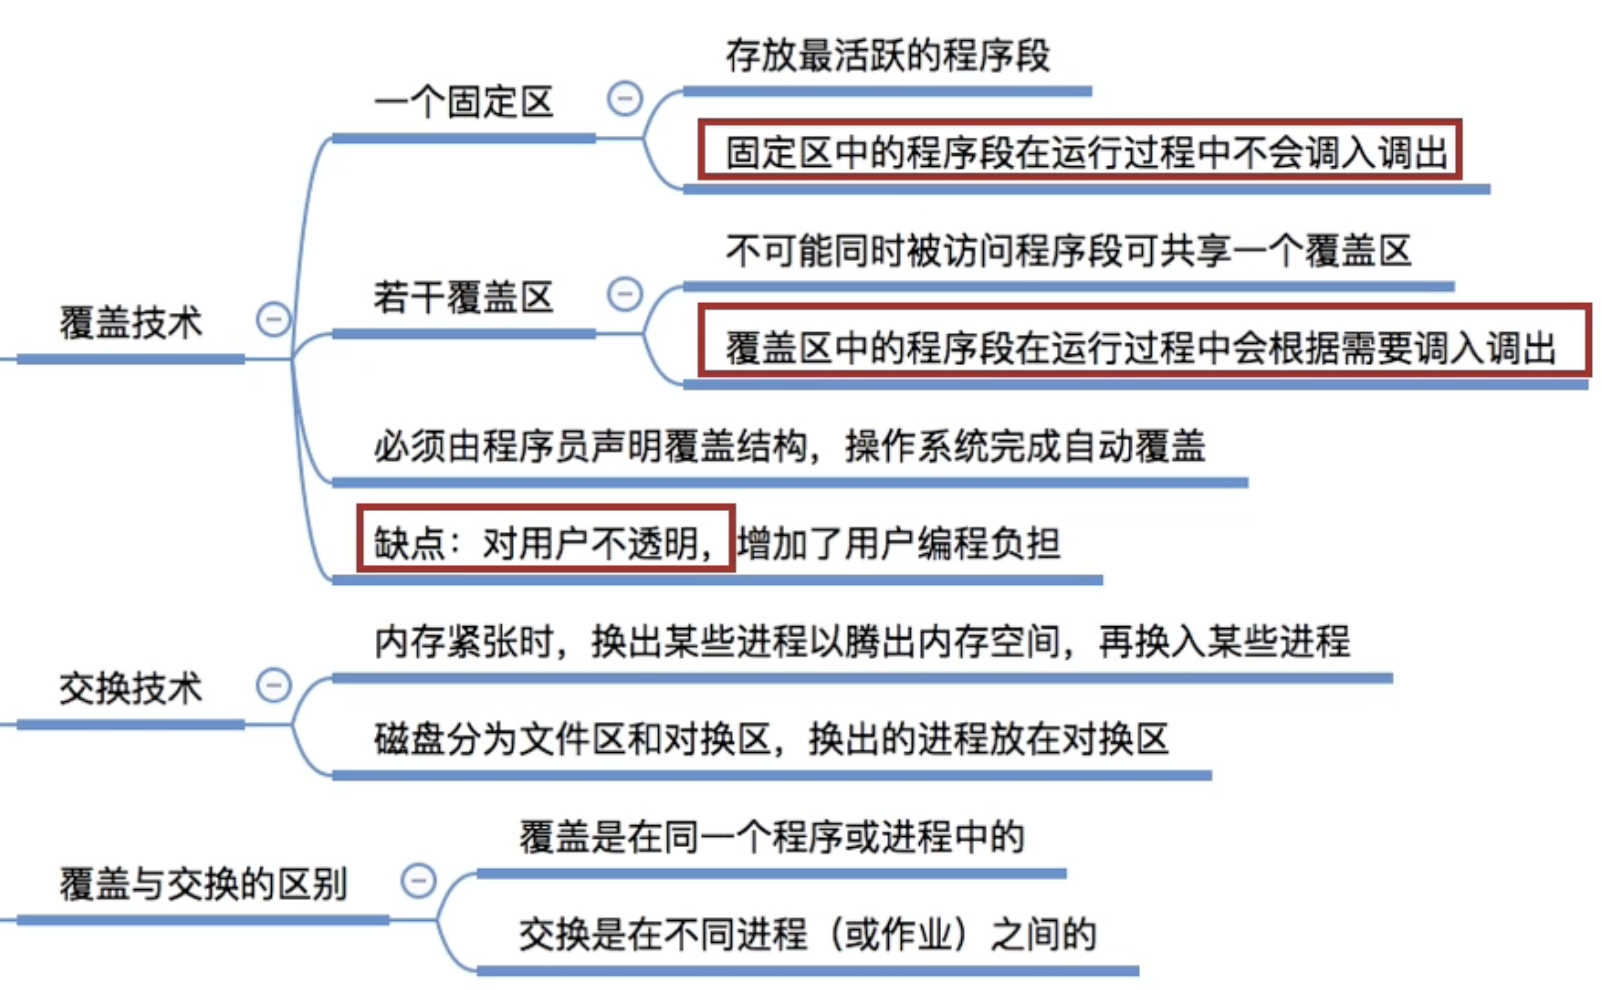 存放最活跃的程序段
一个固定区
固定区中的程序段在运行过程中不会调入调出
不可能同时被访问程序段可共享一个覆盖区
若干覆盖区
覆盖技术
覆盖区中的程序段在运行过程中会根据需要调入调出
必须由程序员声明覆盖结构，操作系统完成自动覆盖
缺点：对用户不透明，增加了用户编程负担
内存紧张时，换出某些进程以腾出内存空间，再换入某些进程
交换技术
磁盘分为文件区和对换区，换出的进程放在对换区
覆盖是在同一个程序或进程中的
覆盖与交换的区别
交换是在不同进程（或作业）之间的